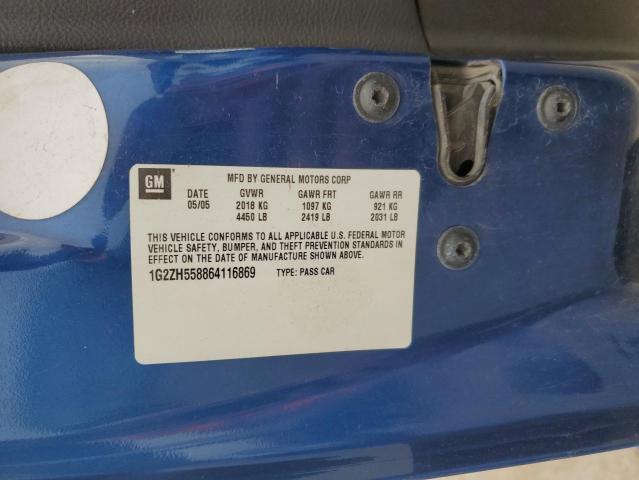 GM
MFD BY GENERAL MOTORS CORP
DATE GVWR GAWR FRT GAWR RR
05/05 2018 KG 1097 KG 921 KG
4450 LB 2419 LB 2031 LB
THIS VEHICLE CONFORMS TO ALL APPLICABLE U.S. FEDERAL MOTOR
VEHICLE SAFETY, BUMPER, AND THEFT PREVENTION STANDARDS IN
EFFECT ON THE DATE OF MANUFACTURE SHOWN ABOVE.
1G2ZH558864116869 TYPE: PASS CAR